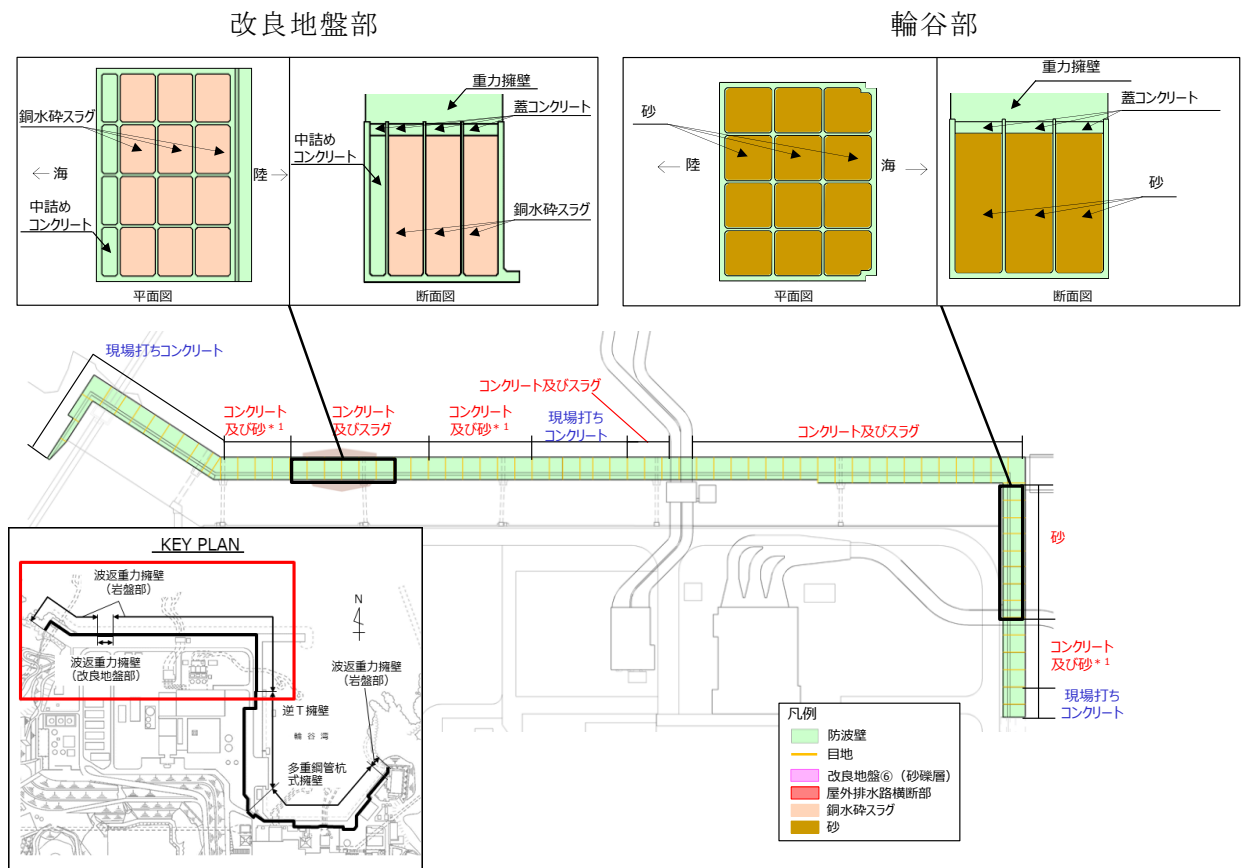 改良地盤部
輪谷部
重力擁壁
蓋コンクリート
銅水砕スラグ
中詰め
コンクリート
←海
陸→
中詰め
コンクリート
銅水砕スラグ
平面図
断面図
重力擁壁
蓋コンクリート
砂
←陸
海→
砂
平面図
断面図
現場打ちコンクリート
コンクリート
及び砂*1
コンクリート
及びスラグ
コンクリート
及び砂*1
現場打ち
コンクリート
コンクリート及びスラグ
コンクリート及びスラグ
砂
コンクリート
及び砂*1
現場打ち
コンクリート
KEY PLAN
波返重力擁壁
(岩盤部)
N
波返重力擁壁
(改良地盤部)
波返重力擁壁
(岩盤部)
逆T擁壁
輪谷湾
多重鋼管杭
式擁壁
凡例
防波壁
目地
改良地盤⑥(砂礫層)
屋外排水路横断部
銅水砕スラグ
砂